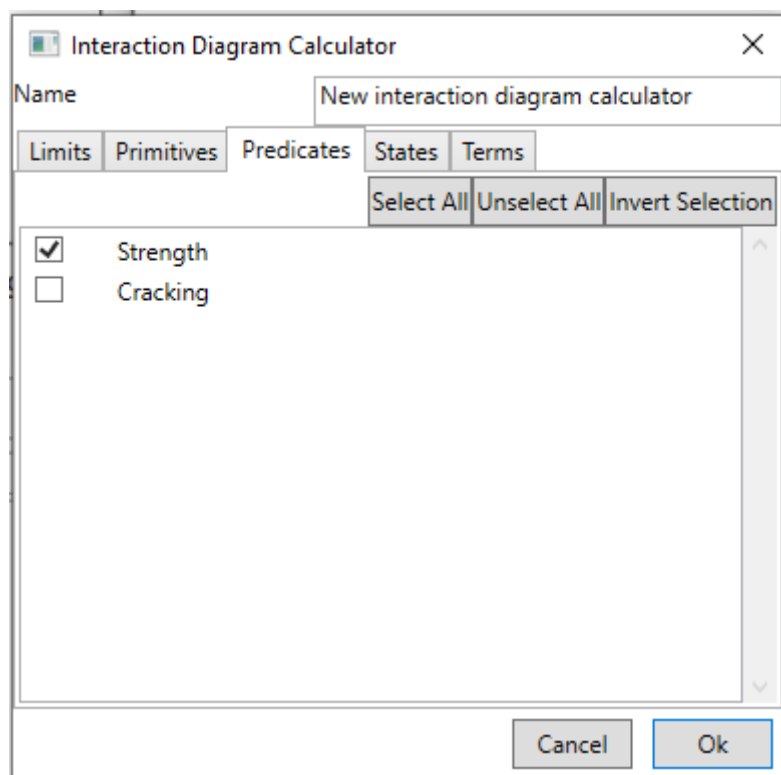 Interaction Diagram Calculator
Name New interaction diagram calculator
Limits Primitives Predicates States Terms
Select All Unselect All Invert Selection
Strength
Cracking
Cancel Ok